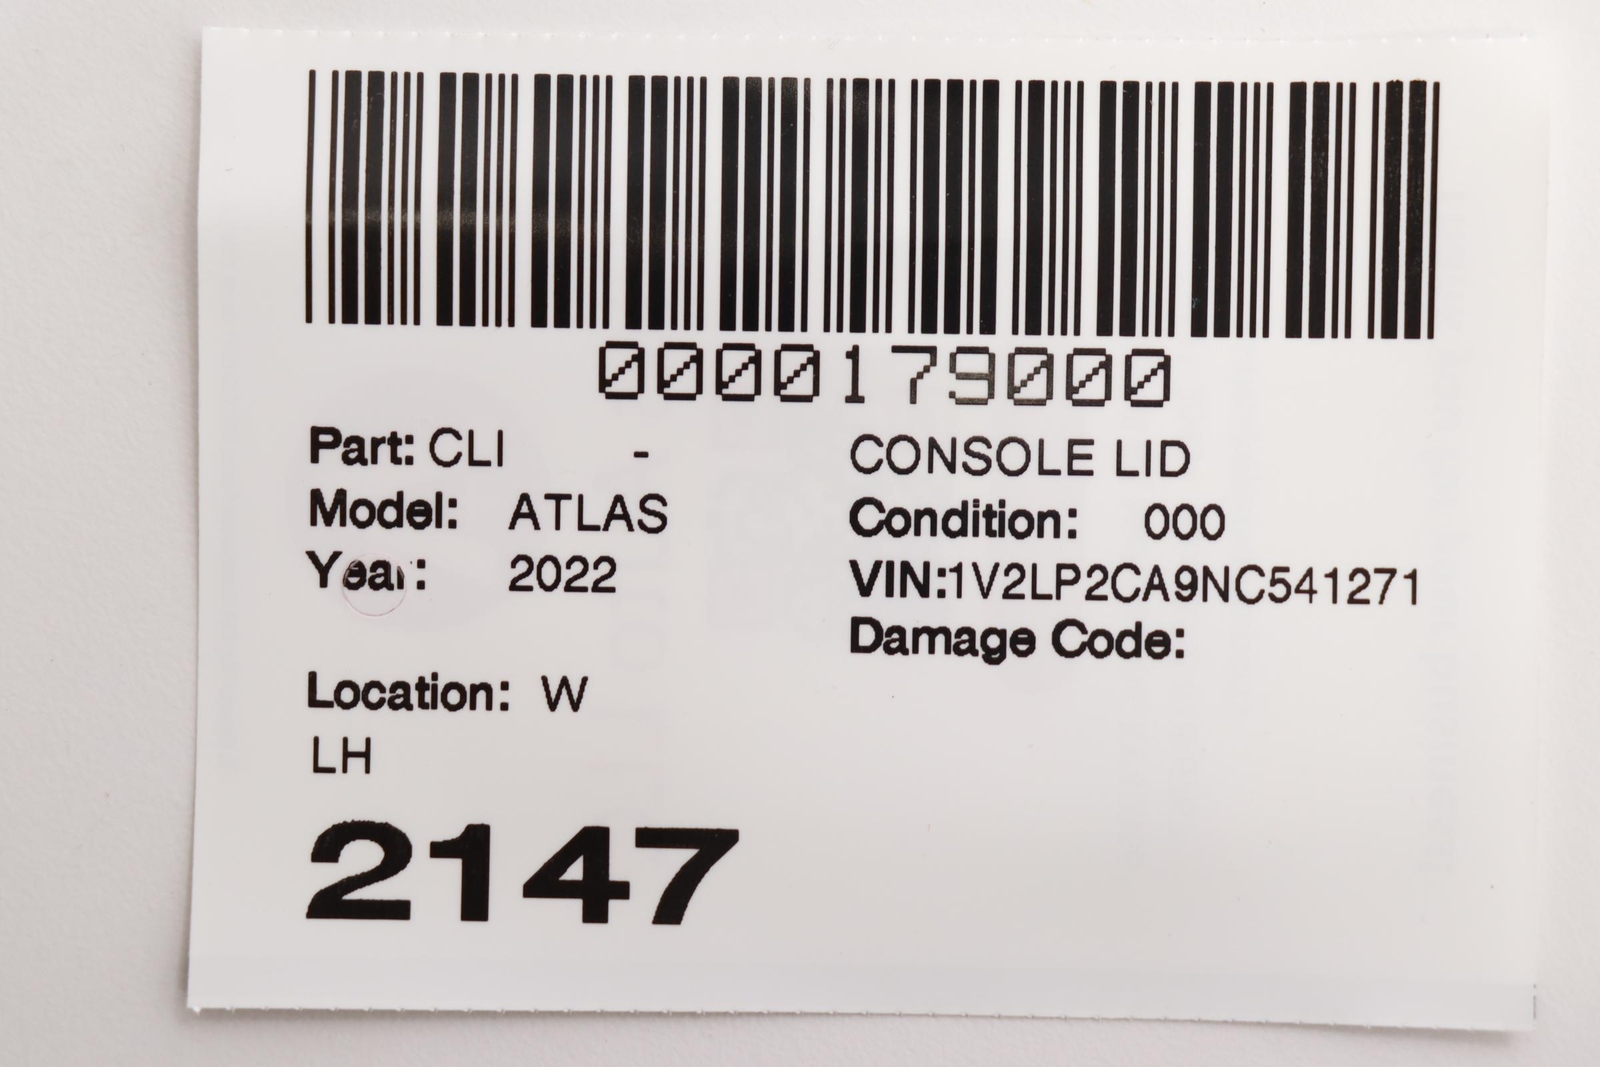 0000179000
Part: CLI - CONSOLE LID
Model: ATLAS Condition: 000
Year: 2022 VIN:1V2LP2CA9NC541271
Damage Code:
Location: W
LH
2147